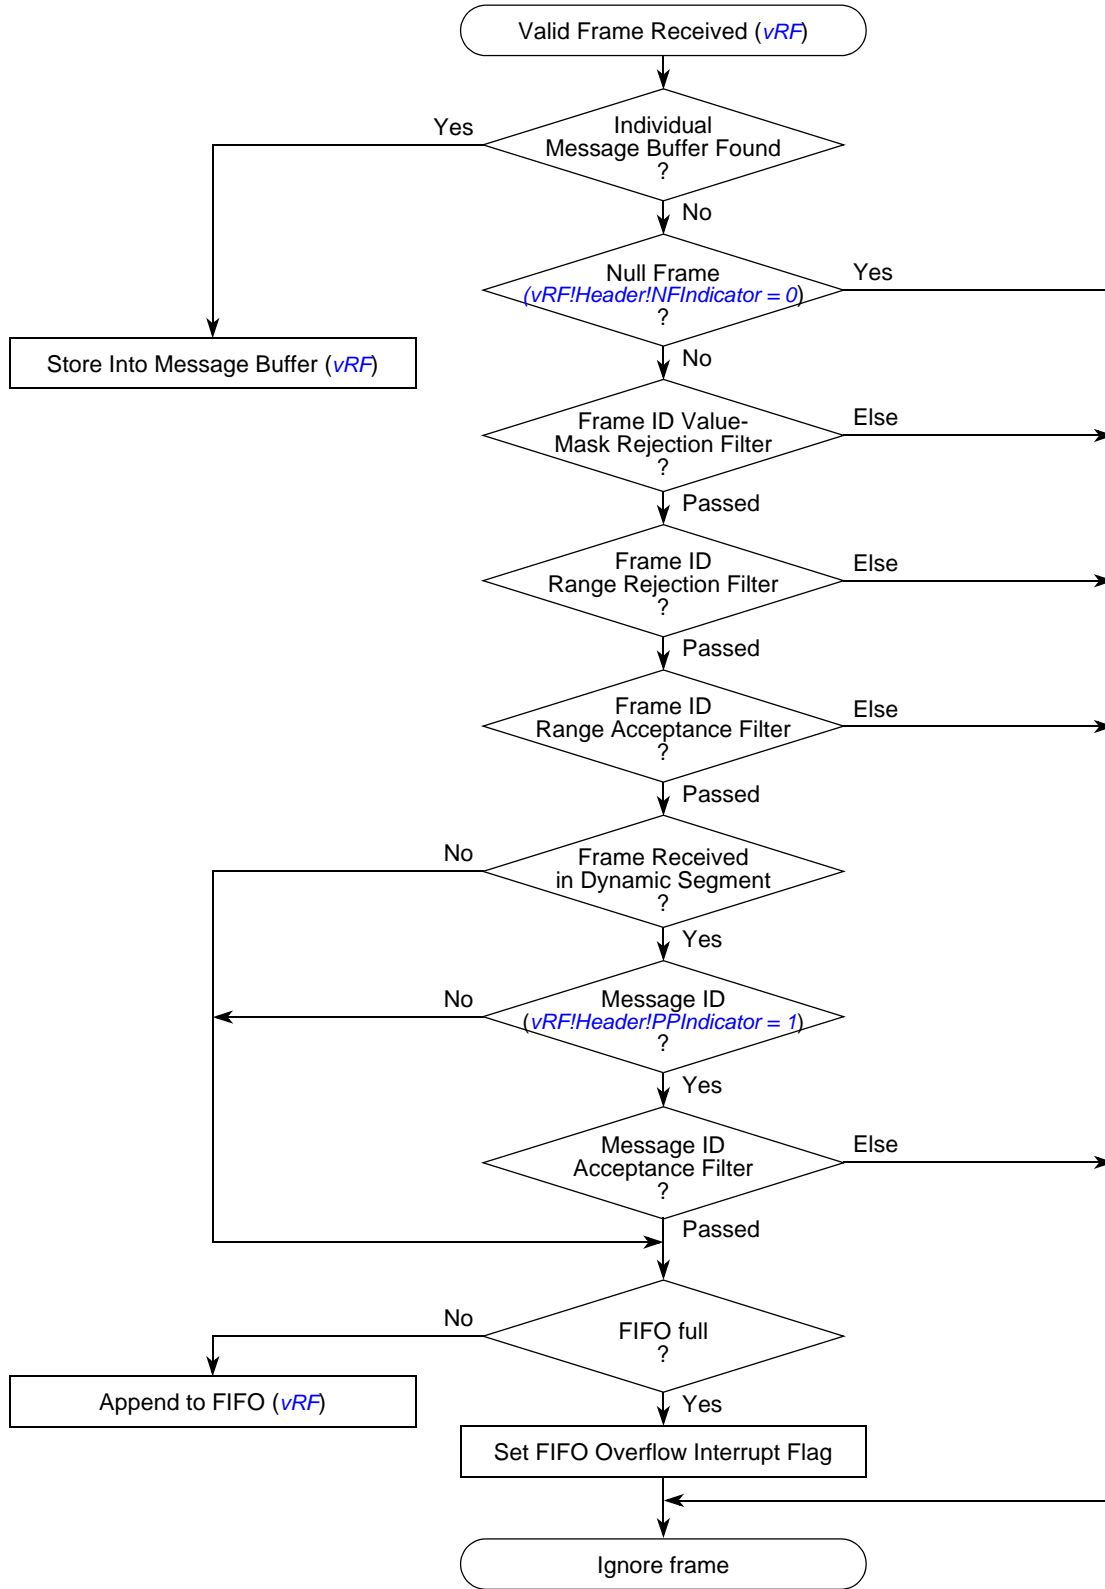 Valid Frame Received (vRF)
Individual
Message Buffer Found
?
Yes
No
Null Frame
(vRF!Header!NFIndicator = 0)
?
Yes
Store Into Message Buffer (vRF)
No
Frame ID Value-
Mask Rejection Filter
?
Else
Passed
Frame ID
Range Rejection Filter
?
Else
Passed
Frame ID
Range Acceptance Filter
?
Else
Passed
No
Frame Received
in Dynamic Segment
?
Yes
No
Message ID
(vRF!Header!PPIndicator = 1)
?
Yes
Message ID
Acceptance Filter
?
Else
Passed
No
FIFO full
?
Append to FIFO (vRF)
Yes
Set FIFO Overflow Interrupt Flag
Ignore frame